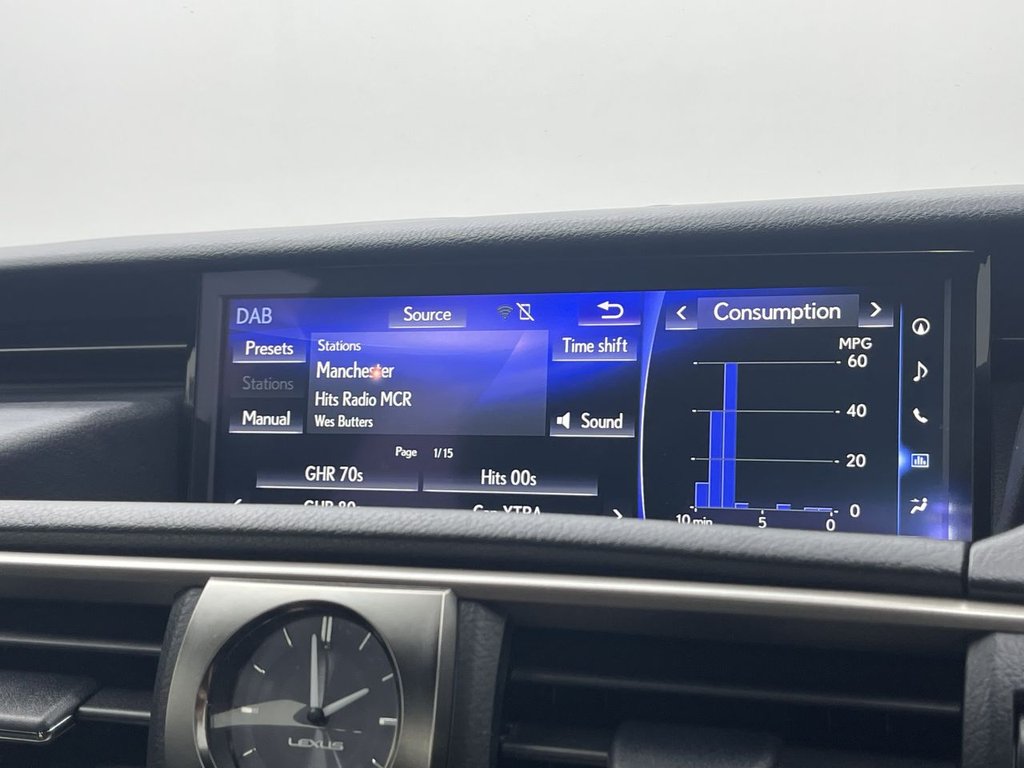 DAB
Source
Presets
Stations
Manual
Stations
Manchester
Hits Radio MCR
Wes Butters
Page 1/15
GHR 70s
Hits 00s
Time shift
Sound
Consumption
MPG
60
40
20
0
10 min
5
0
LEXUS